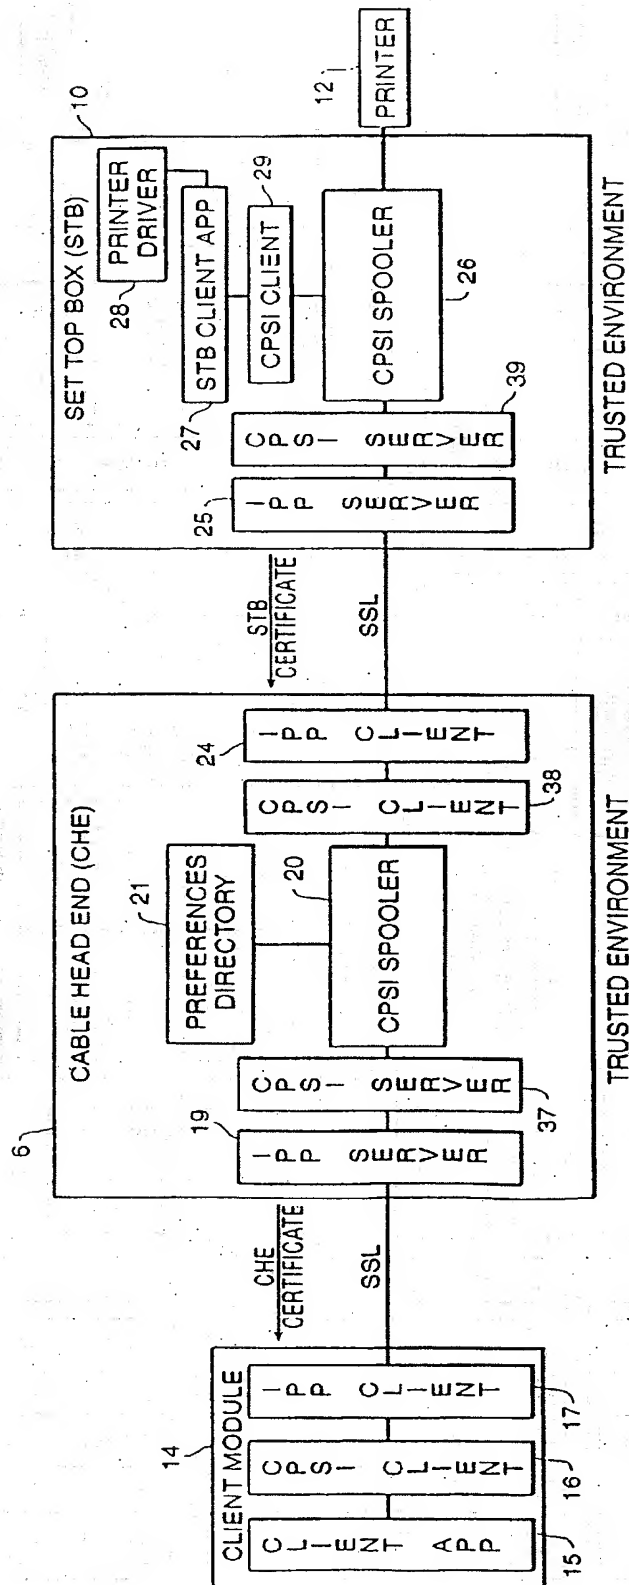 CLIENT MODULE
14
CLIENT APP
15
CPSI CLIENT
16
IPP CLIENT
17
CHE
CERTIFICATE
SSL
6
CABLE HEAD END (CHE)
19
IPP SERVER
CPSI SERVER
37
PREFERENCES
DIRECTORY
21
CPSI SPOOLER
20
CPSI CLIENT
38
IPP CLIENT
24
TRUSTED ENVIRONMENT
STB
CERTIFICATE
SSL
SET TOP BOX (STB)
10
25
IPP SERVER
CPSI SERVER
39
PRINTER
DRIVER
28
STB CLIENT APP
27
CPSI CLIENT
29
CPSI SPOOLER
26
TRUSTED ENVIRONMENT
12
PRINTER